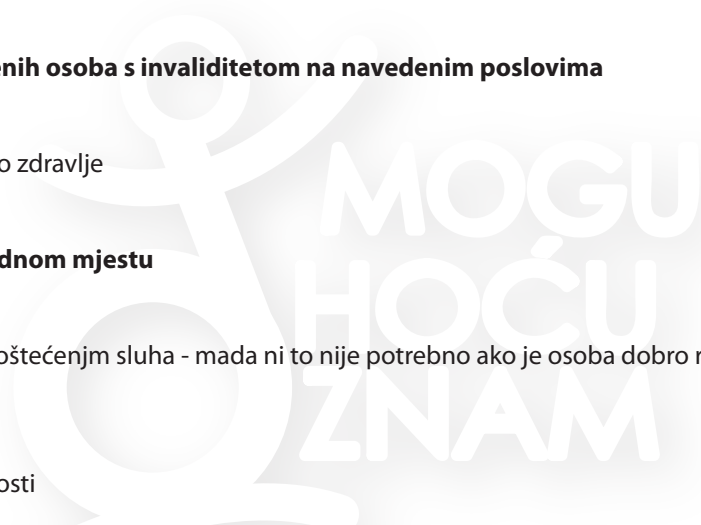 enih osoba s invaliditetom na navedenim poslovima
o zdravlje
MOGU
dnom mjestu
HOĆU
oštećenjm sluha - mada ni to nije potrebno ako je osoba dobro r
ZNAM
osti